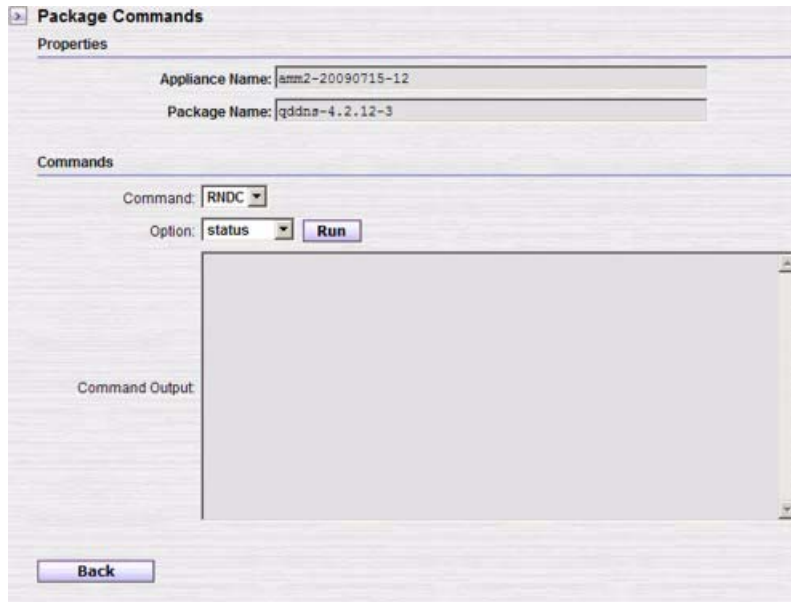 Package Commands
Properties
Appliance Name: amm2-20090715-12
Package Name: qddns-4.2.12-3
Commands
Command: RNDC
Option: status Run
Command Output
Back